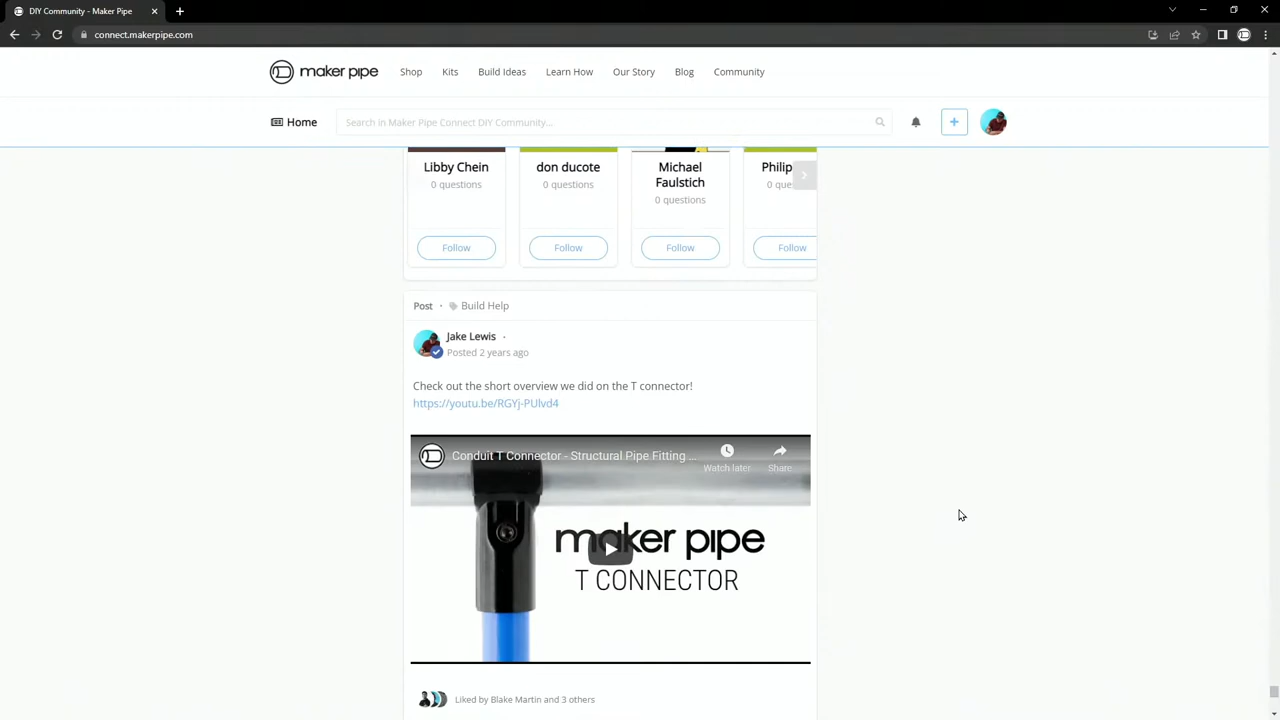 DIY Community - Maker Pipe
connect.makerpipe.com
maker pipe Shop Kits Build Ideas Learn How Our Story Blog Community
Home Search in Maker Pipe Connect DIY Community...
Libby Chein don ducote Michael Faulstich Philip
0 questions 0 questions 0 questions 0 que
Follow Follow Follow Follow
Post · Build Help
Jake Lewis ·
Posted 2 years ago
Check out the short overview we did on the T connector!
https://youtu.be/RGYj-PUlvd4
Conduit T Connector - Structural Pipe Fitting ...
Watch later Share
maker pipe
T CONNECTOR
Liked by Blake Martin and 3 others